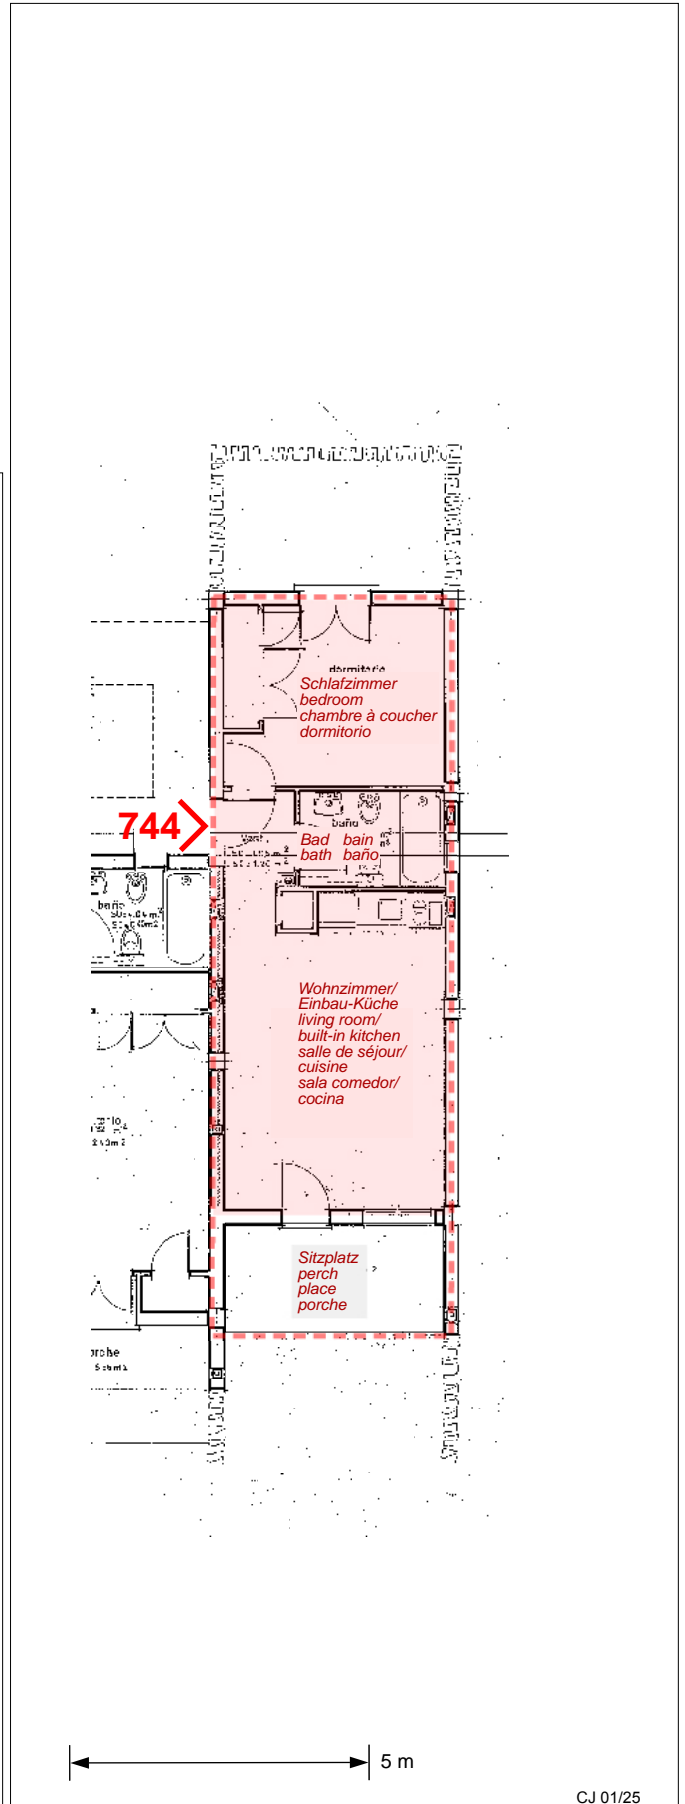 dormitorio
Schlafzimmer
bedroom
chambre à coucher
dormitorio
744
baño
Bad bain
bath baño
baño
Wohnzimmer/
Einbau-Küche
living room/
built-in kitchen
salle de séjour/
cuisine
sala comedor/
cocina
Sitzplatz
perch
place
porche
5 m
CJ 01/25